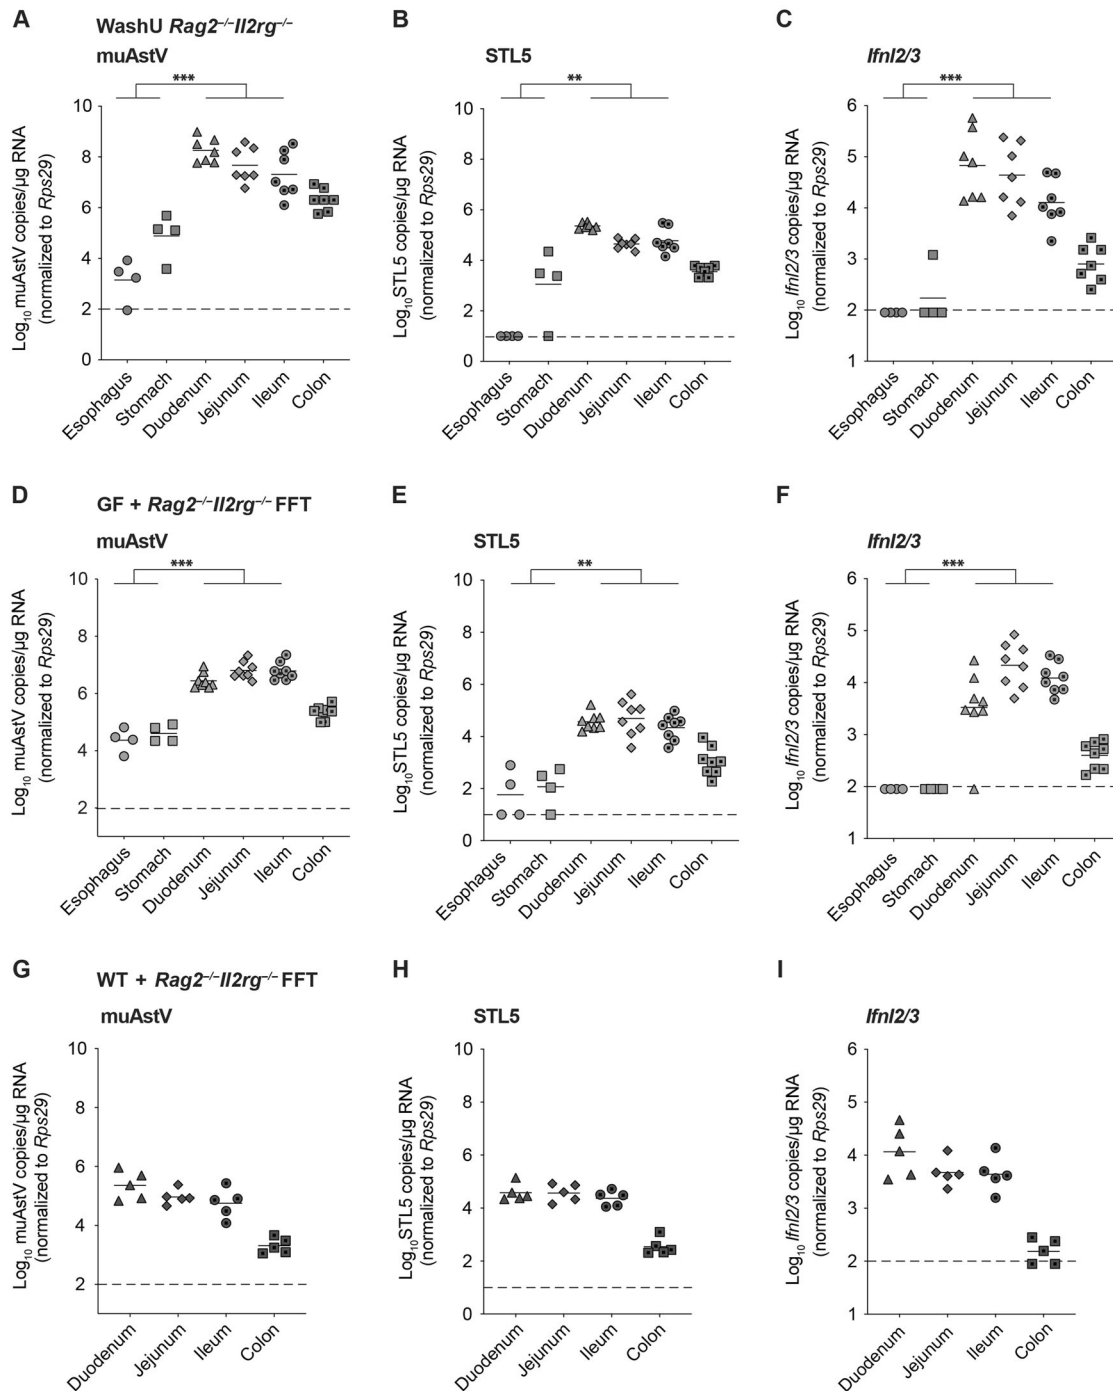 A
WashU Rag2–/–Il2rg–/–
muAstV
***
Log10 muAstV copies/µg RNA
(normalized to Rps29)
10
8
6
4
2
0
Esophagus
Stomach
Duodenum
Jejunum
Ileum
Colon
B
STL5
**
Log10STL5 copies/µg RNA
(normalized to Rps29)
10
8
6
4
2
0
Esophagus
Stomach
Duodenum
Jejunum
Ileum
Colon
C
Ifnl2/3
***
Log10 Ifnl2/3 copies/µg RNA
(normalized to Rps29)
6
5
4
3
2
1
Esophagus
Stomach
Duodenum
Jejunum
Ileum
Colon
D
GF + Rag2–/–Il2rg–/– FFT
muAstV
***
Log10 muAstV copies/µg RNA
(normalized to Rps29)
10
8
6
4
2
Esophagus
Stomach
Duodenum
Jejunum
Ileum
Colon
E
STL5
**
Log10STL5 copies/µg RNA
(normalized to Rps29)
10
8
6
4
2
0
Esophagus
Stomach
Duodenum
Jejunum
Ileum
Colon
F
Ifnl2/3
***
Log10 Ifnl2/3 copies/µg RNA
(normalized to Rps29)
6
5
4
3
2
1
Esophagus
Stomach
Duodenum
Jejunum
Ileum
Colon
G
WT + Rag2–/–Il2rg–/– FFT
muAstV
Log10 muAstV copies/µg RNA
(normalized to Rps29)
10
8
6
4
2
Duodenum
Jejunum
Ileum
Colon
H
STL5
Log10STL5 copies/µg RNA
(normalized to Rps29)
10
8
6
4
2
0
Duodenum
Jejunum
Ileum
Colon
I
Ifnl2/3
Log10 Ifnl2/3 copies/µg RNA
(normalized to Rps29)
6
5
4
3
2
1
Duodenum
Jejunum
Ileum
Colon